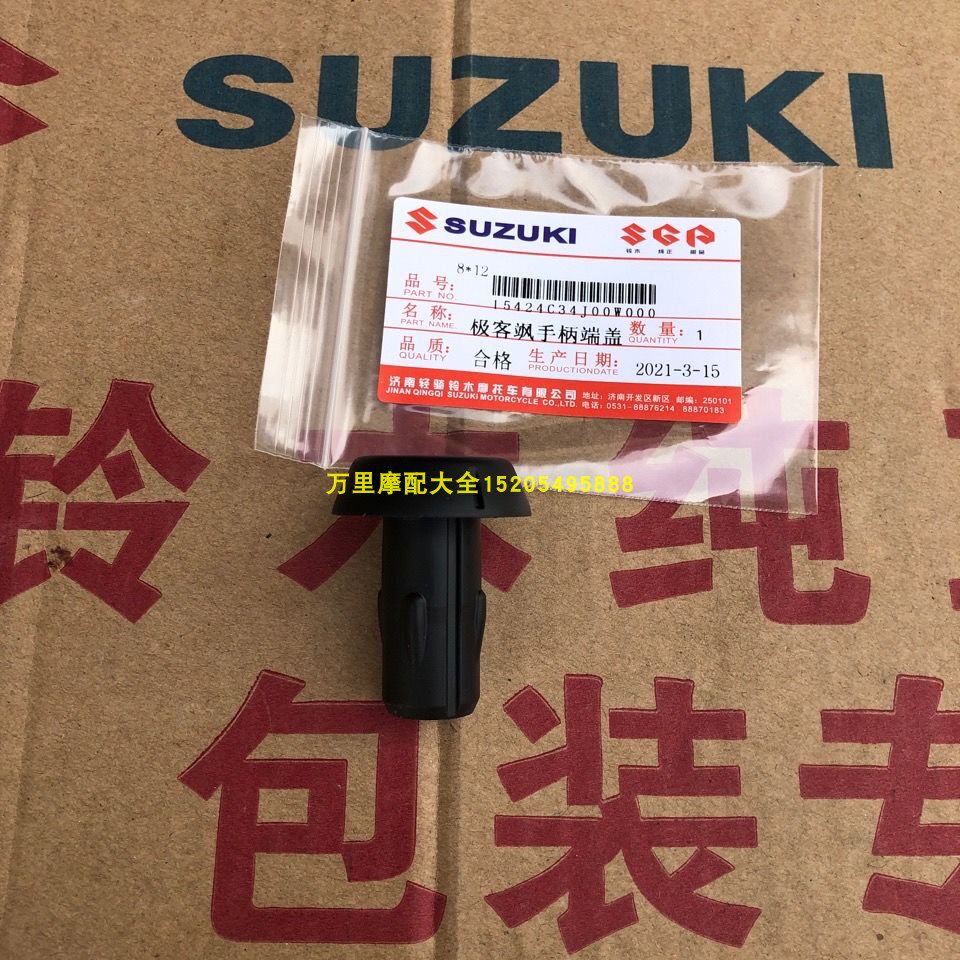 SUZUKI
SUZUKI SGP
铃木 纯正 部品
8*12
品号:
PART NO.
I5424C34J00W000
名称: 极客飒手柄端盖 数量: 1
PART NAME. QUANTITY
品质: 合格 生产日期: 2021-3-15
QUALITY PRODUCTIONDATE
济南轻骑铃木摩托车有限公司 地址: 济南开发区新区 邮编: 250101
JINAN QINGQI SUZUKI MOTORCYCLE CO.,LTD. 电话: 0531-88876214 88870183
万里摩配大全15205495888
铃木纯
包装专